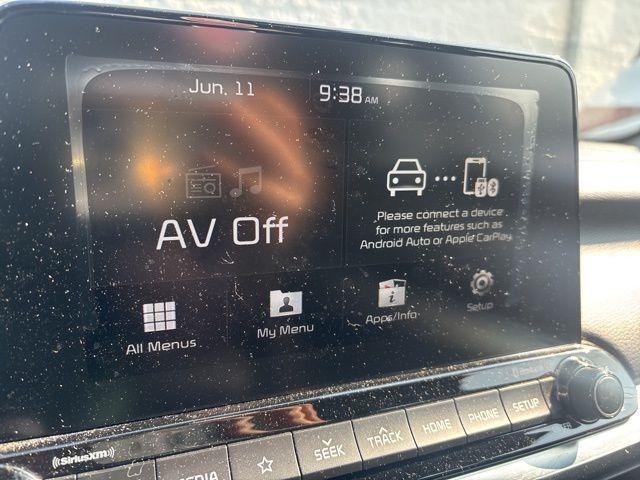 Jun. 11 9:38 AM
AV Off
Please connect a device
for more features such as
Android Auto or Apple CarPlay.
All Menus
My Menu
Apps/Info
Setup
((SiriusXM))
MEDIA
SEEK
TRACK
HOME
PHONE
SETUP